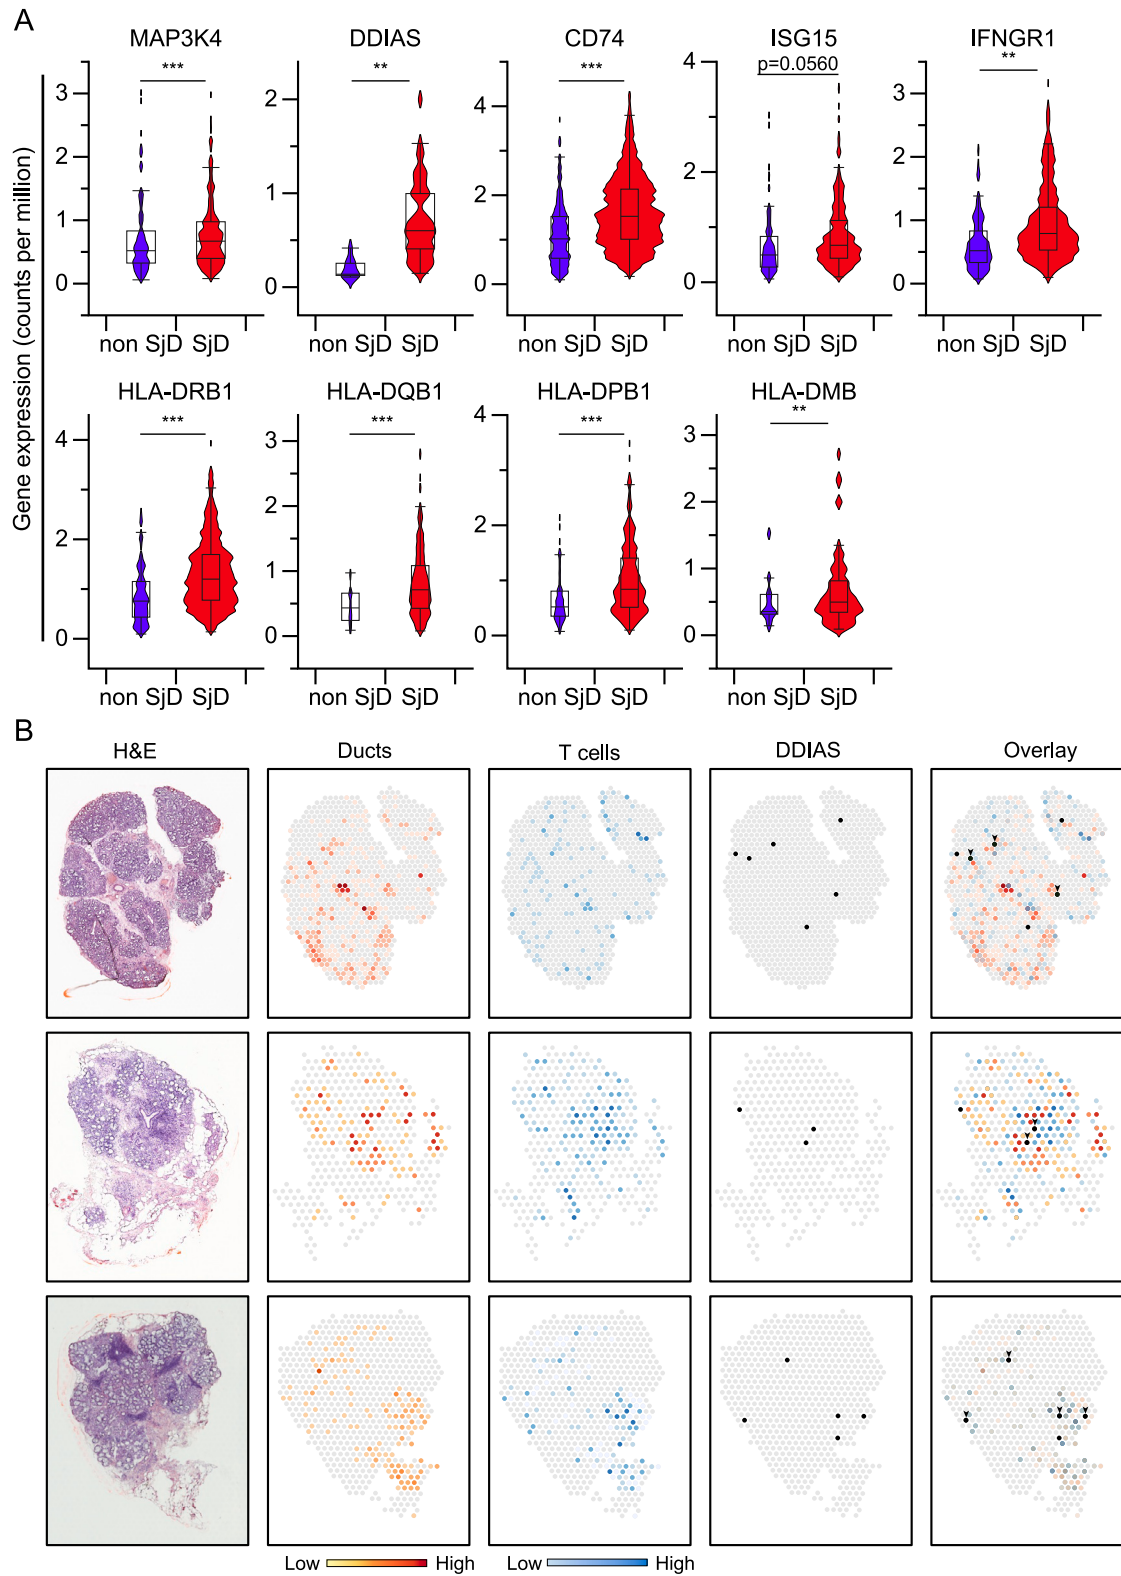 A
MAP3K4 DDIAS CD74 ISG15 IFNGR1
*** ** *** p=0.0560 **
Gene expression (counts per million)
3 2 1 0
2 1 0
4 2 0
4 2 0
3 2 1 0
non SjD SjD non SjD SjD non SjD SjD non SjD SjD non SjD SjD
HLA-DRB1 HLA-DQB1 HLA-DPB1 HLA-DMB
*** *** *** **
4 2 0
3 2 1 0
4 2 0
3 2 1 0
non SjD SjD non SjD SjD non SjD SjD non SjD SjD
B
H&E Ducts T cells DDIAS Overlay
Low High Low High